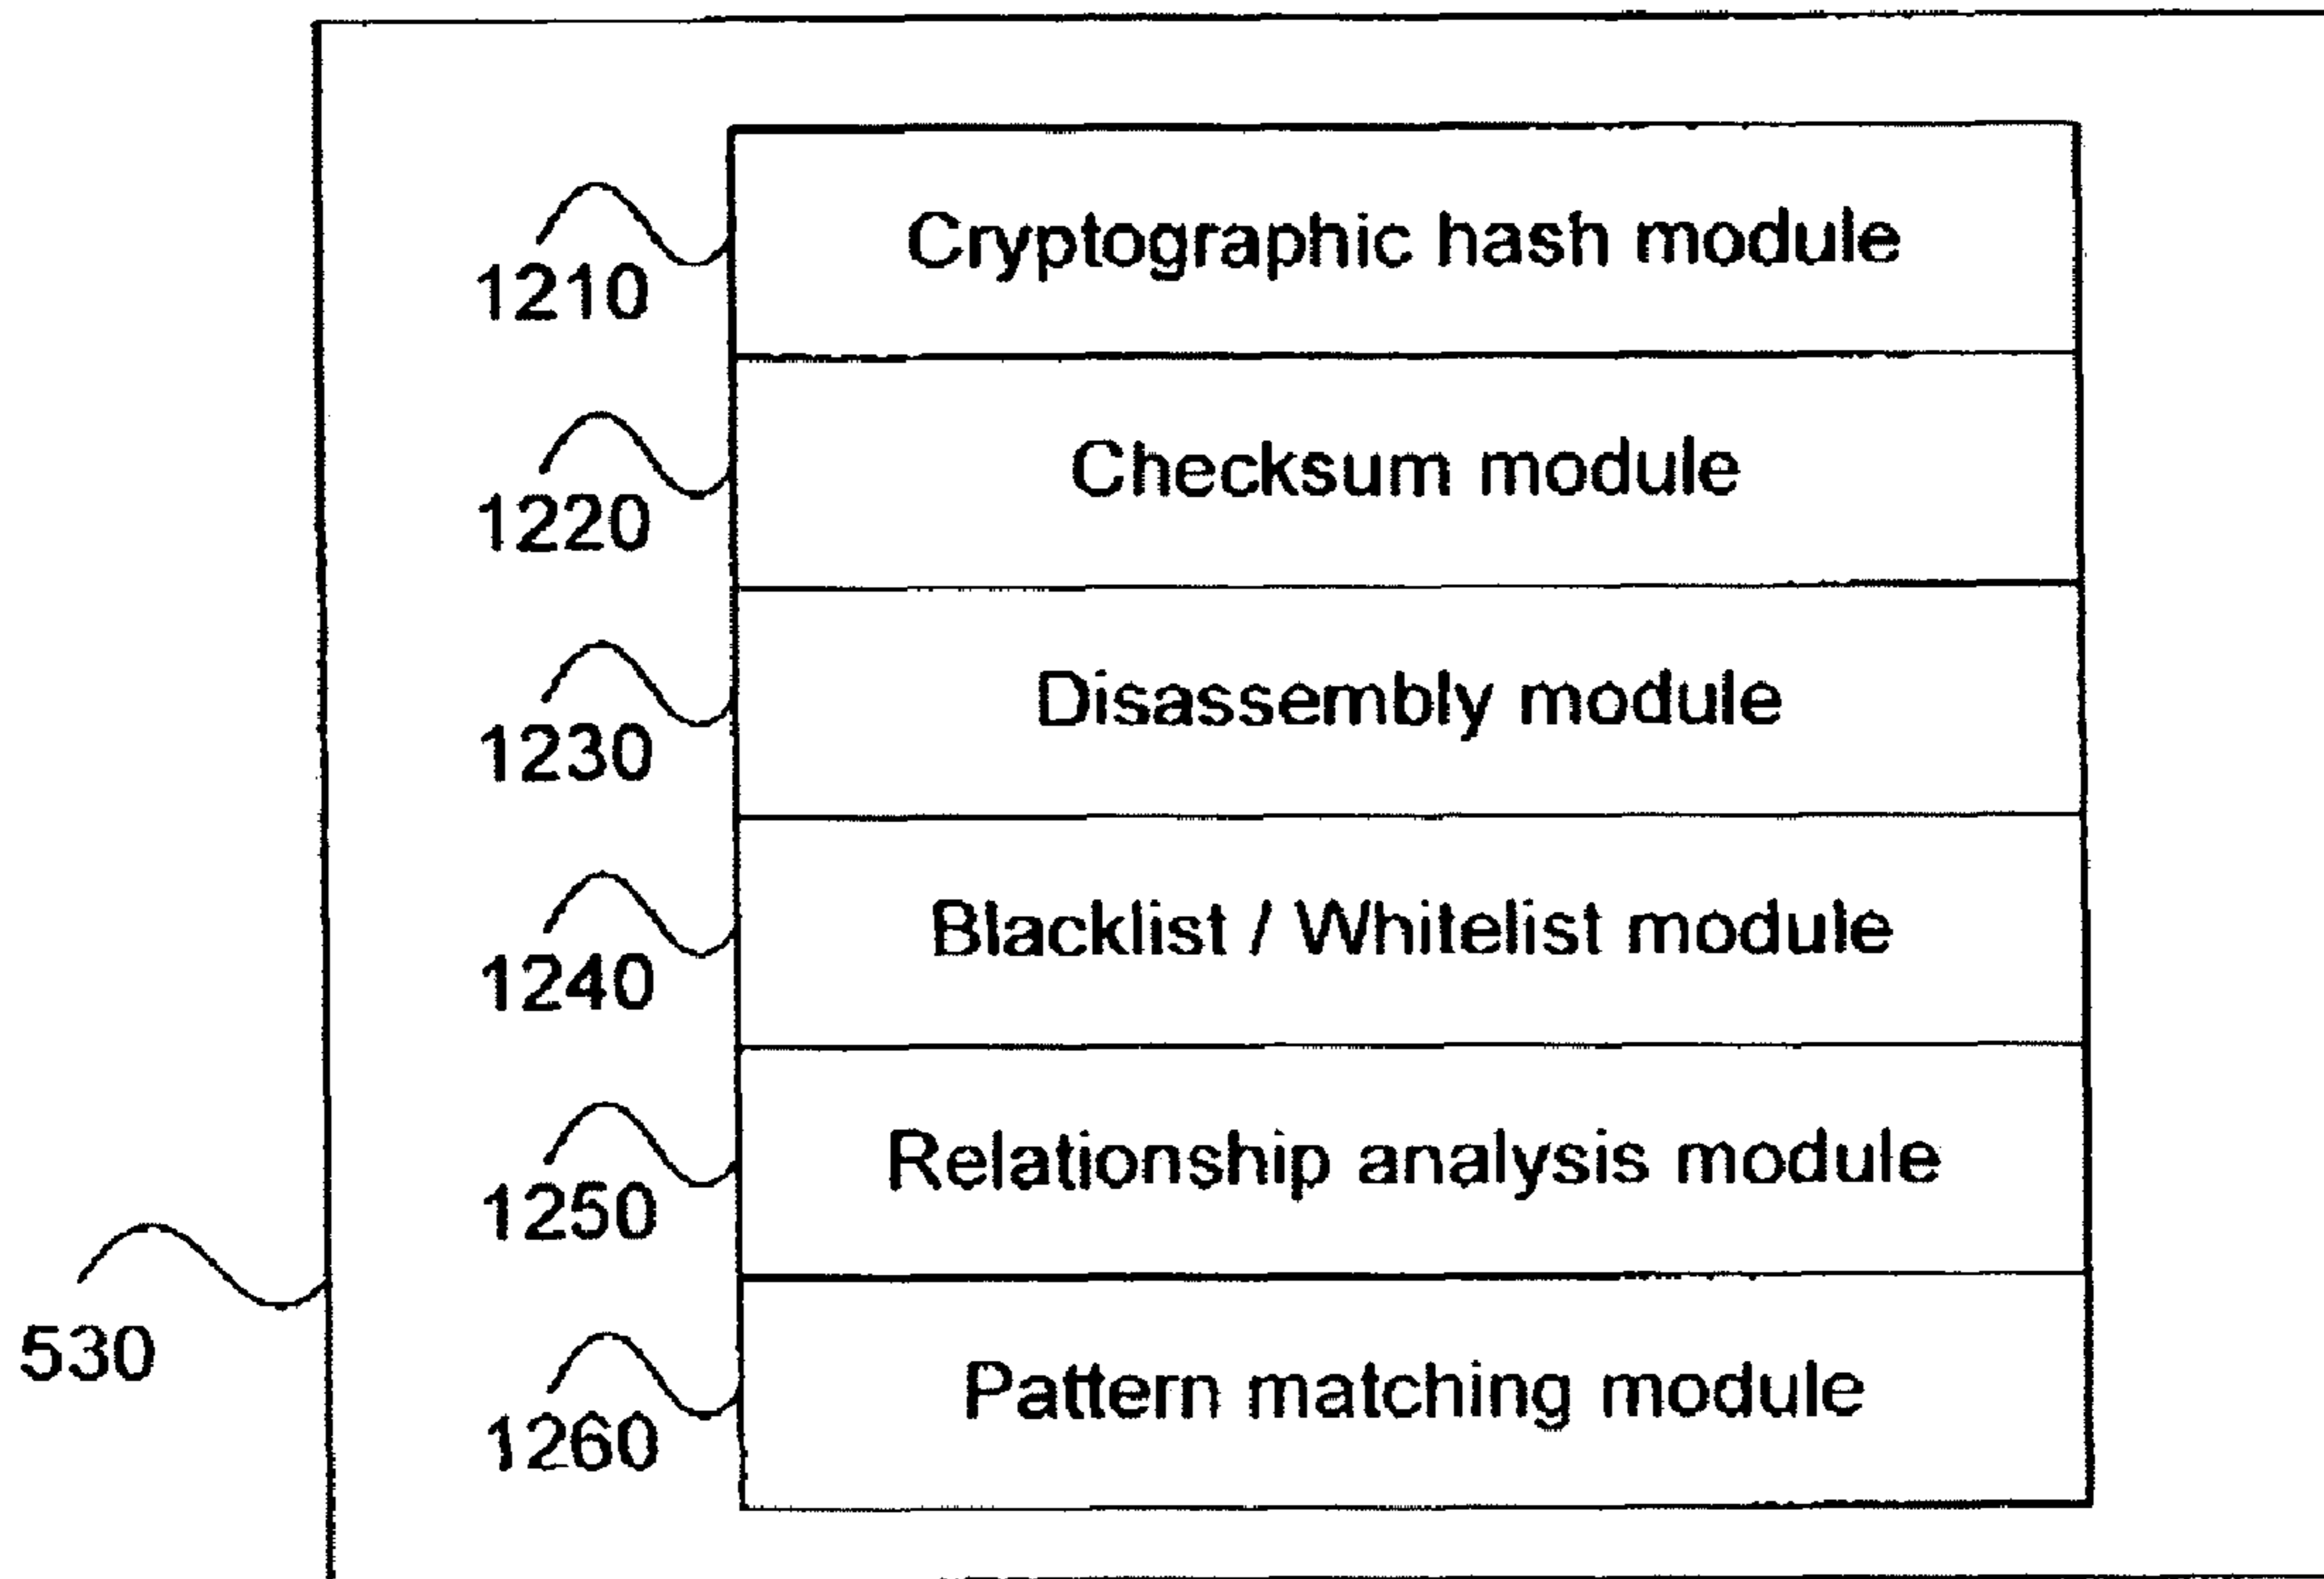 Cryptographic hash module
1210
Checksum module
1220
Disassembly module
1230
Blacklist / Whitelist module
1240
Relationship analysis module
1250
530
Pattern matching module
1260